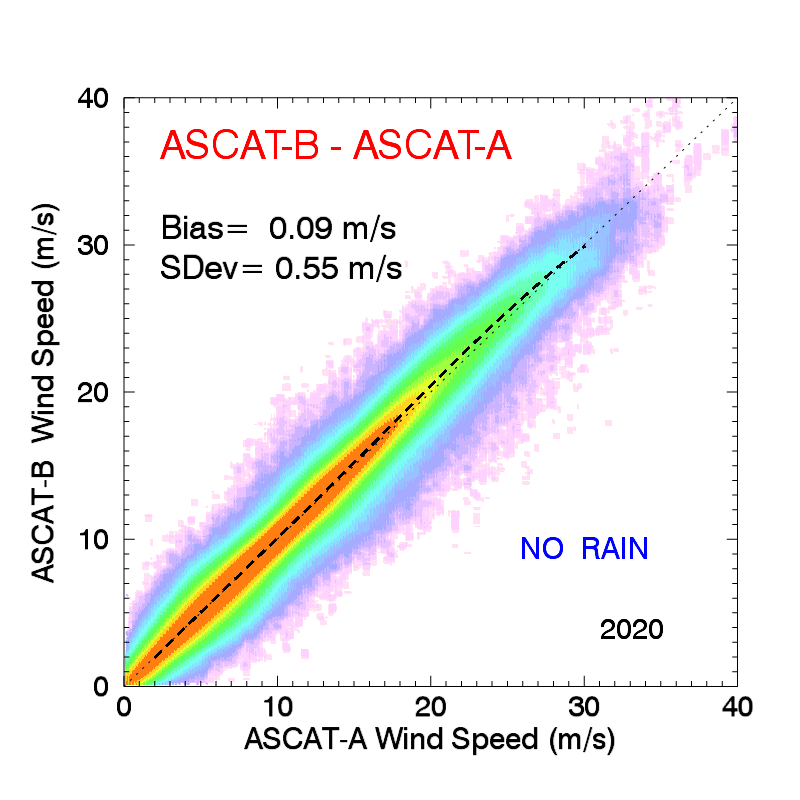 ASCAT-B - ASCAT-A
Bias= 0.09 m/s
SDev= 0.55 m/s
NO RAIN
2020
ASCAT-B Wind Speed (m/s)
40
30
20
10
0
0 10 20 30 40
ASCAT-A Wind Speed (m/s)